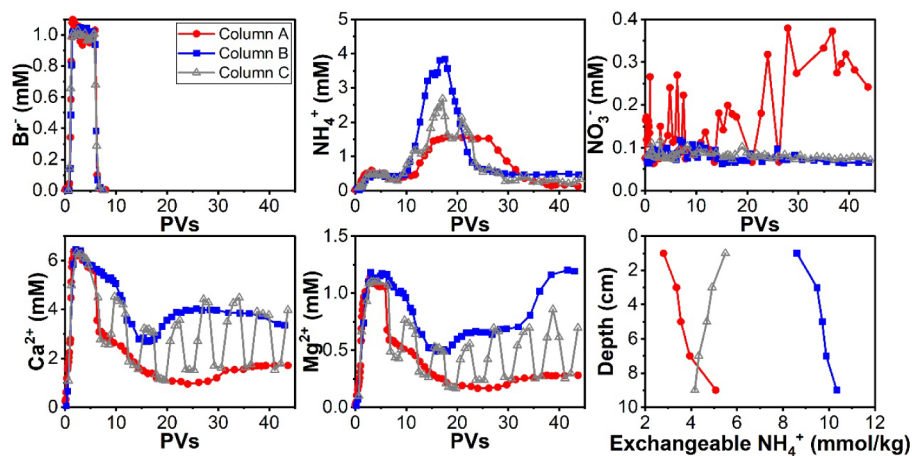 Br⁻ (mM)
1.0
0.8
0.6
0.4
0.2
0.0
0 10 20 30 40
PVs
Column A
Column B
Column C
NH₄⁺ (mM)
5
4
3
2
1
0
0 10 20 30 40
PVs
NO₃⁻ (mM)
0.4
0.3
0.2
0.1
0.0
0 10 20 30 40
PVs
Ca²⁺ (mM)
6
4
2
0
0 10 20 30 40
PVs
Mg²⁺ (mM)
1.5
1.0
0.5
0.0
0 10 20 30 40
PVs
Depth (cm)
0
2
4
6
8
10
2 4 6 8 10 12
Exchangeable NH₄⁺ (mmol/kg)